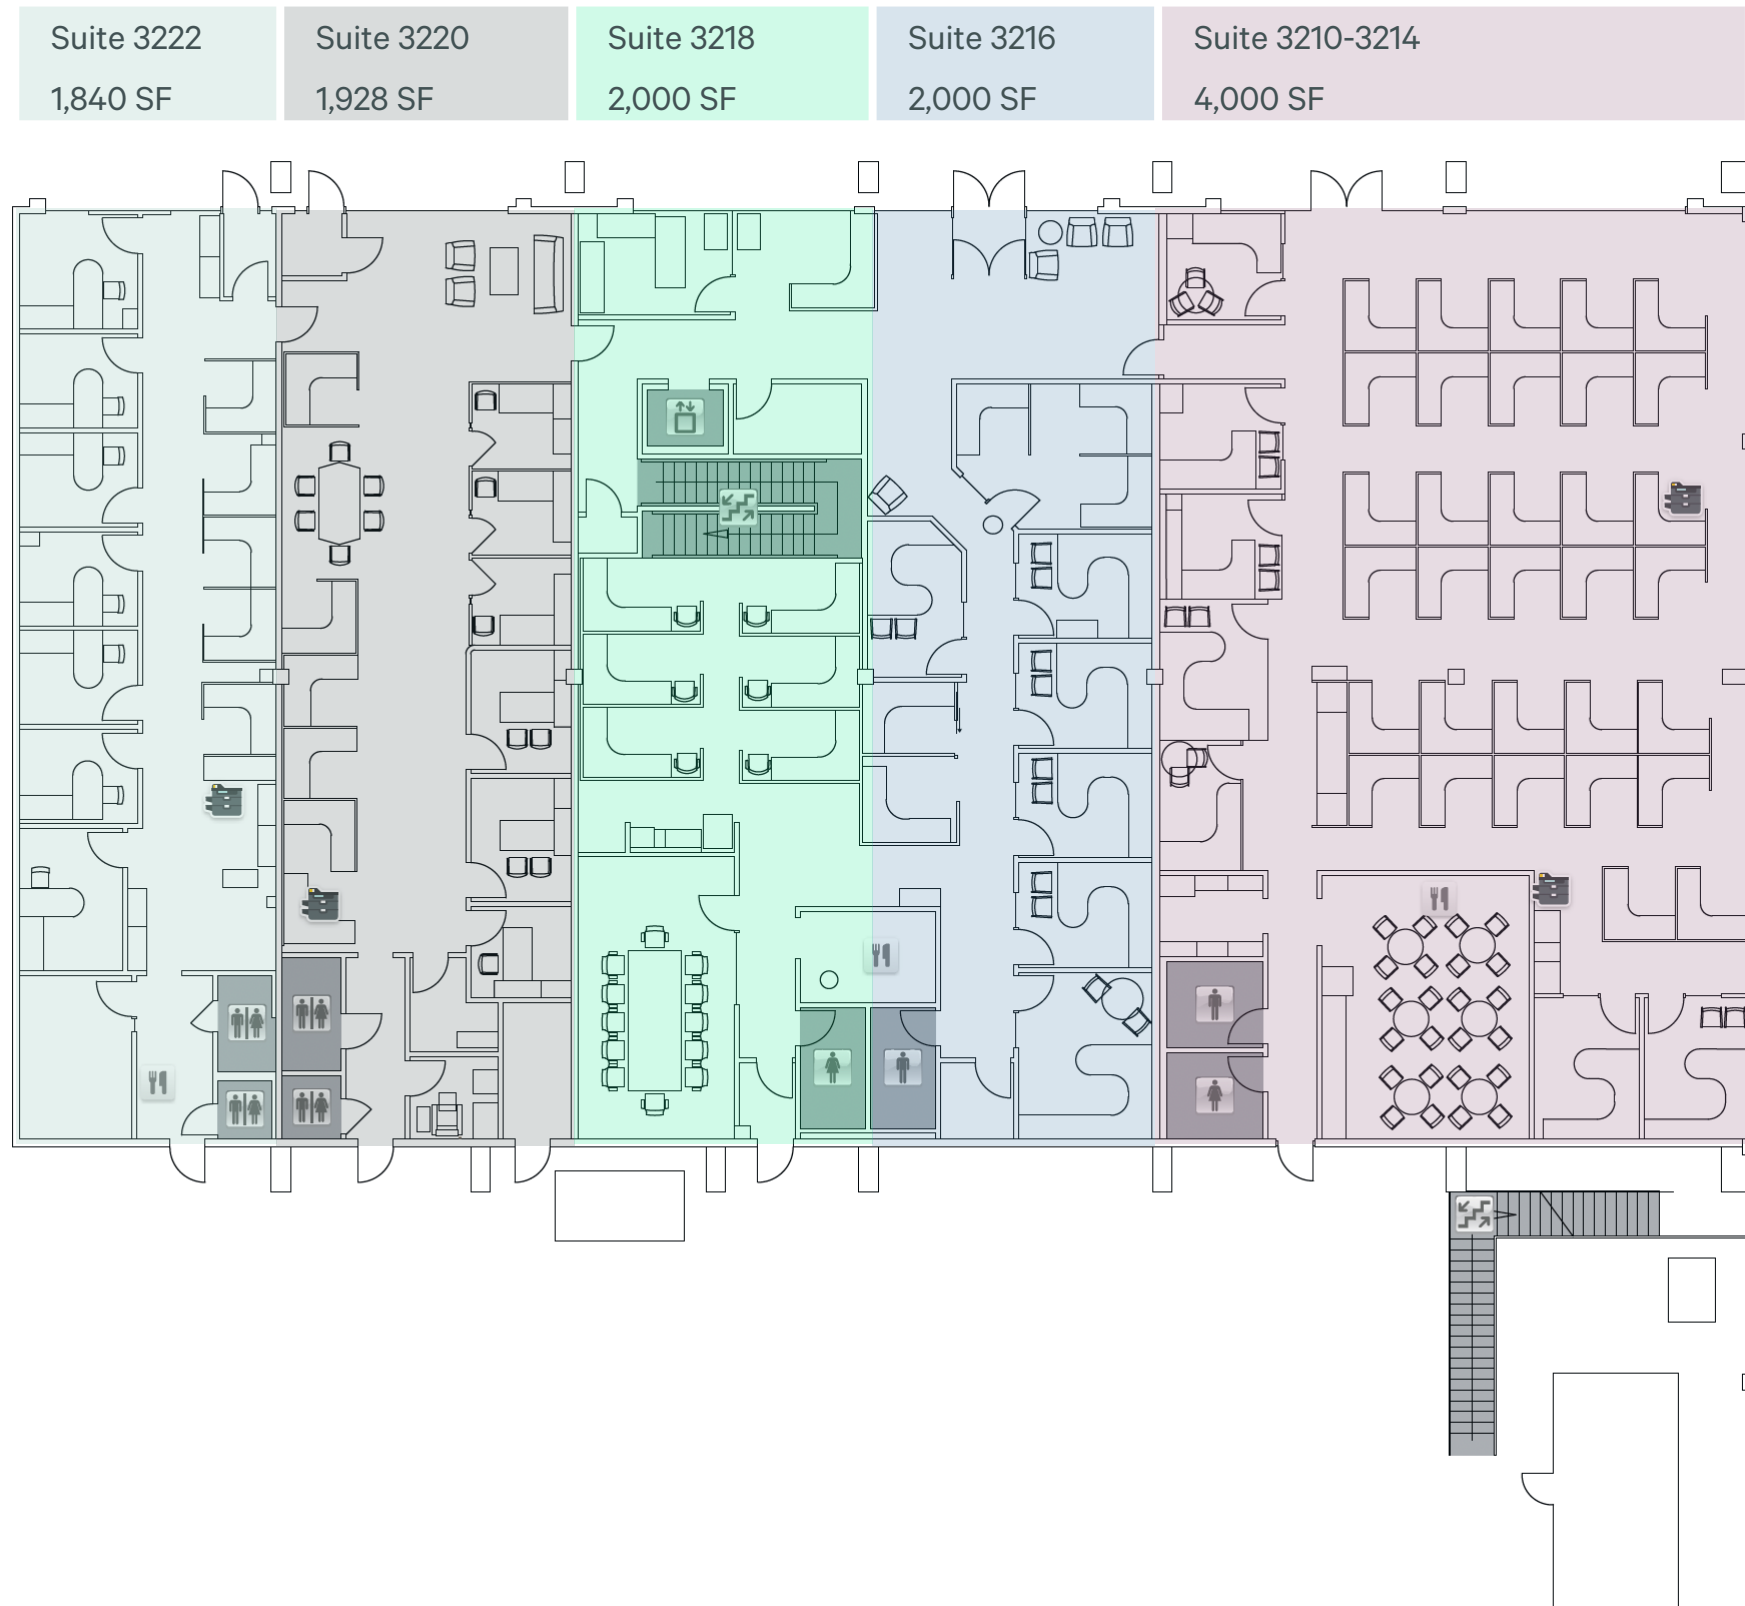 Suite 3222
1,840 SF
Suite 3220
1,928 SF
Suite 3218
2,000 SF
Suite 3216
2,000 SF
Suite 3210-3214
4,000 SF